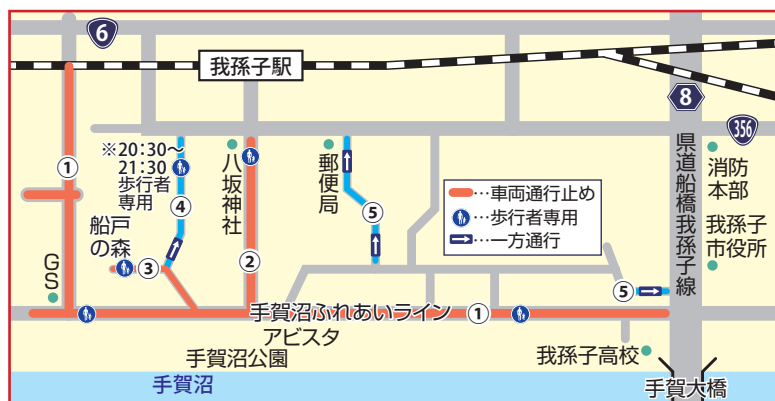 6
我孫子駅
8
356
①
※20:30～
21:30
歩行者
専用
④
八坂神社
郵便局
⑤
…車両通行止め
…歩行者専用
…一方通行
県道船橋我孫子線
消防
本部
我孫子
市役所
船戸
の森
③
②
GS
⑤
手賀沼ふれあいライン
①
アビスタ
手賀沼公園
我孫子高校
手賀沼
手賀大橋